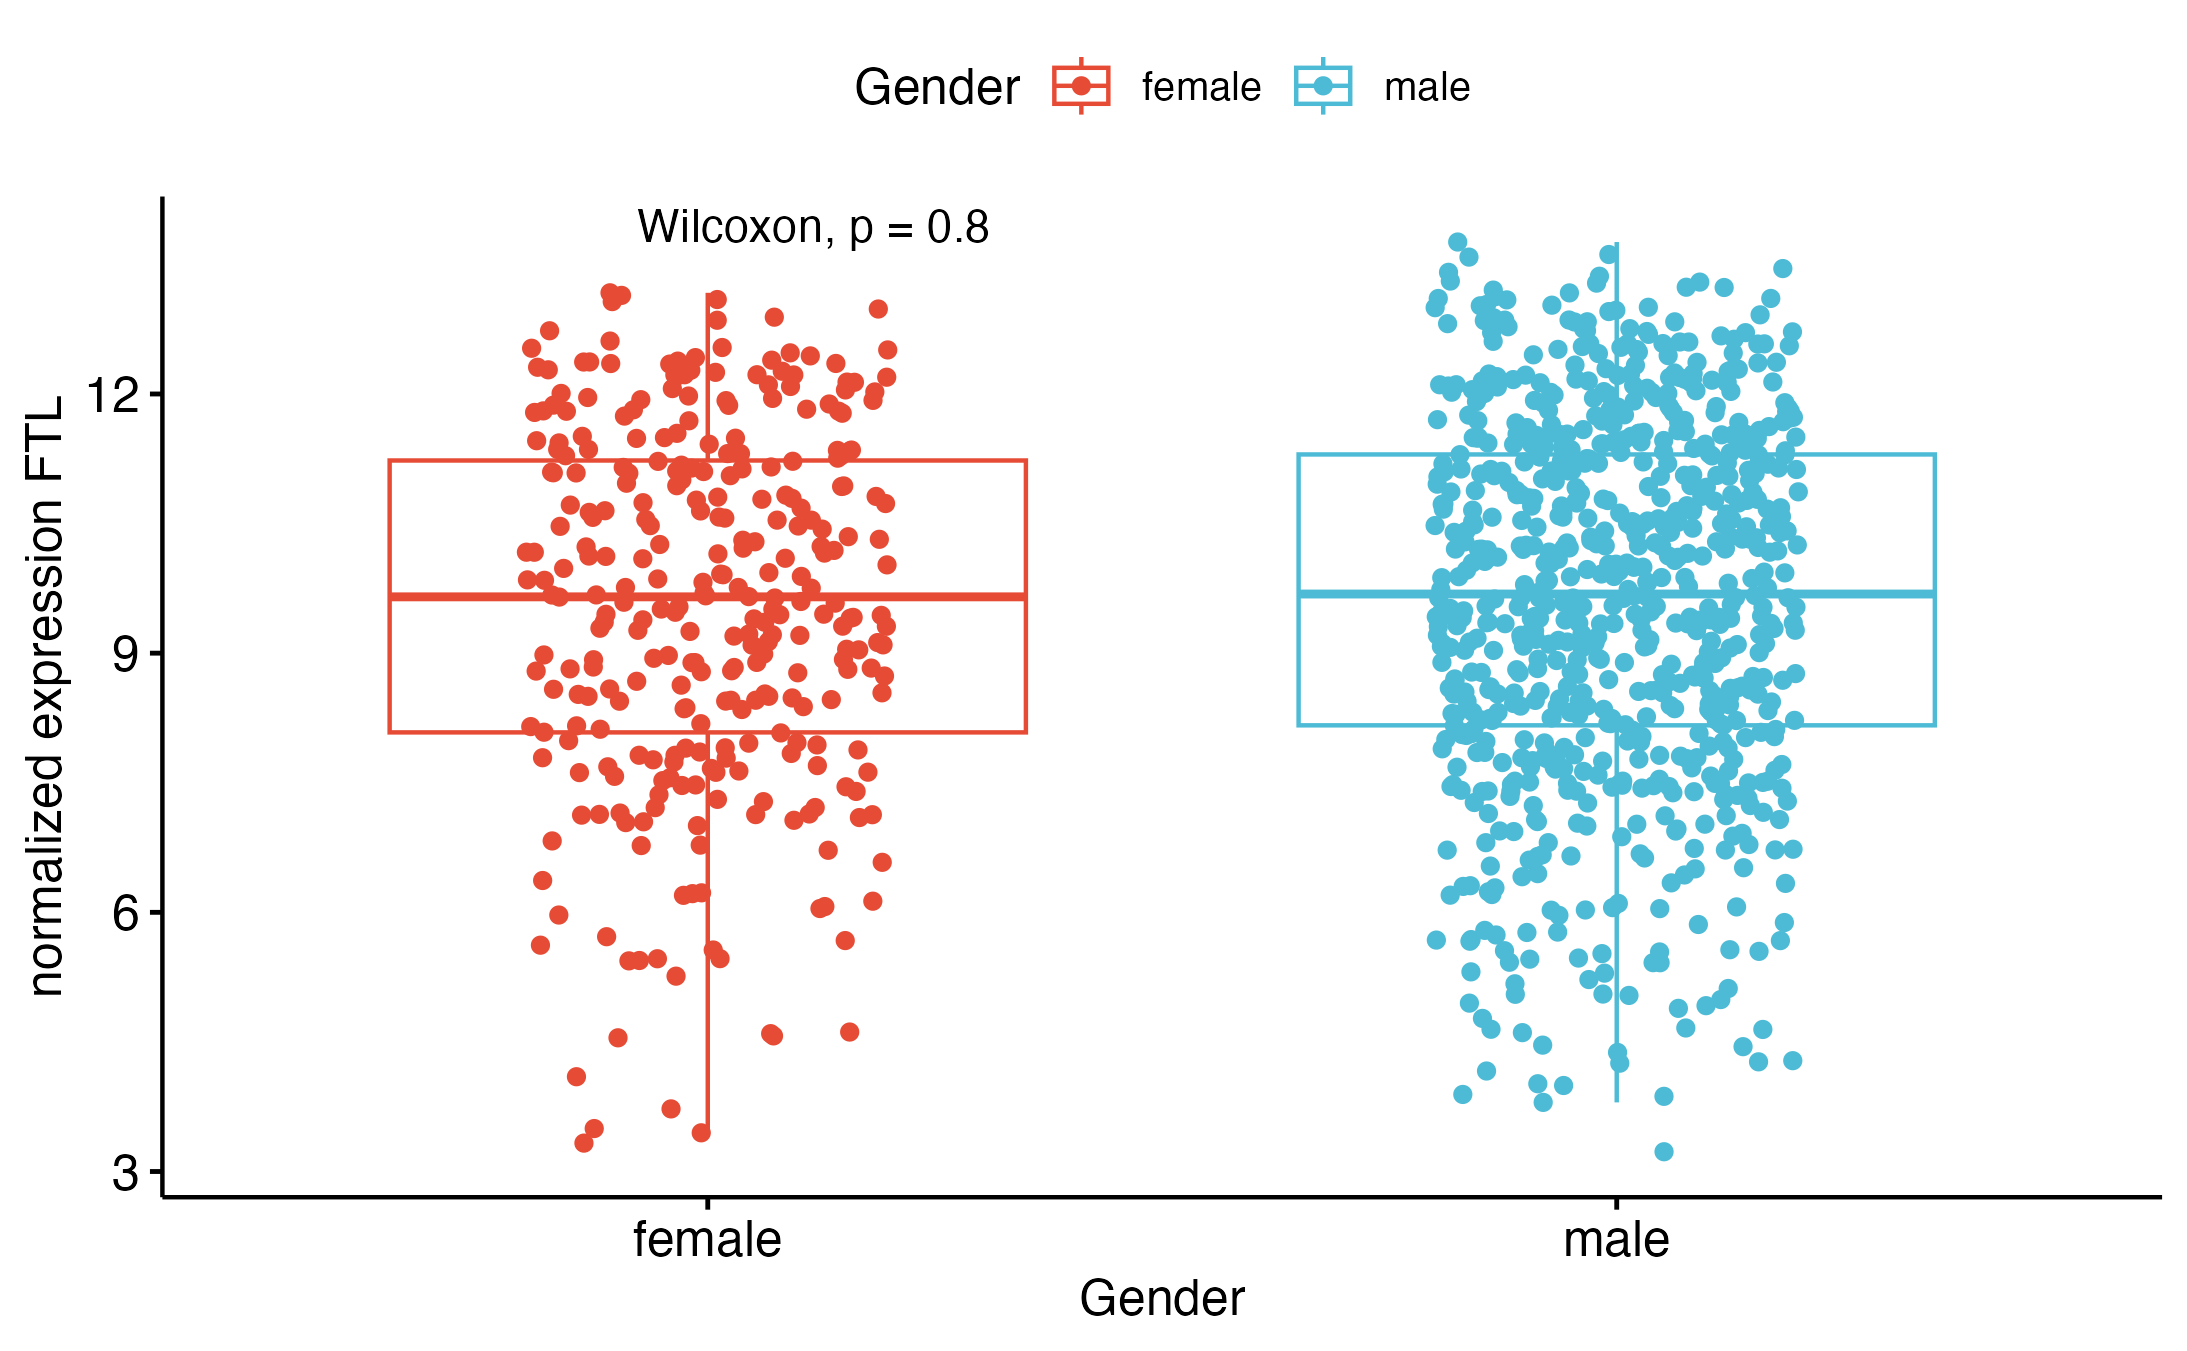 Gender female male
Wilcoxon, p = 0.8
normalized expression FTL
12
9
6
3
female male
Gender